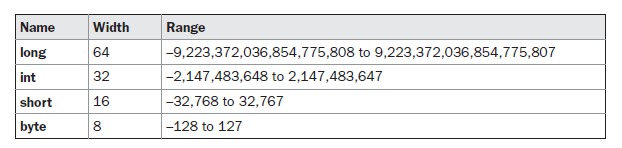 Name Width Range
long 64 –9,223,372,036,854,775,808 to 9,223,372,036,854,775,807
int 32 –2,147,483,648 to 2,147,483,647
short 16 –32,768 to 32,767
byte 8 –128 to 127